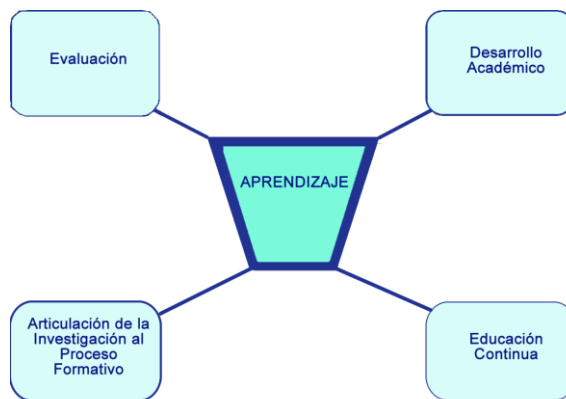 Evaluación
Desarrollo
Académico
APRENDIZAJE
Articulación de la
Investigación al
Proceso
Formativo
Educación
Continua